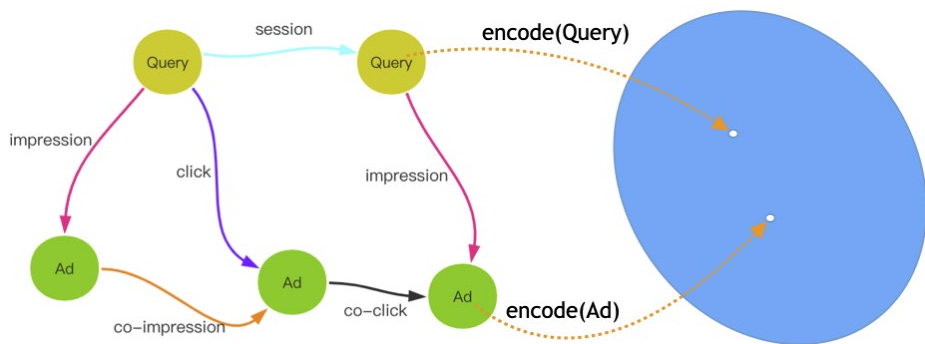 session
encode(Query)
Query
Query
impression
click
impression
Ad
Ad
Ad
co-click
encode(Ad)
co-impression